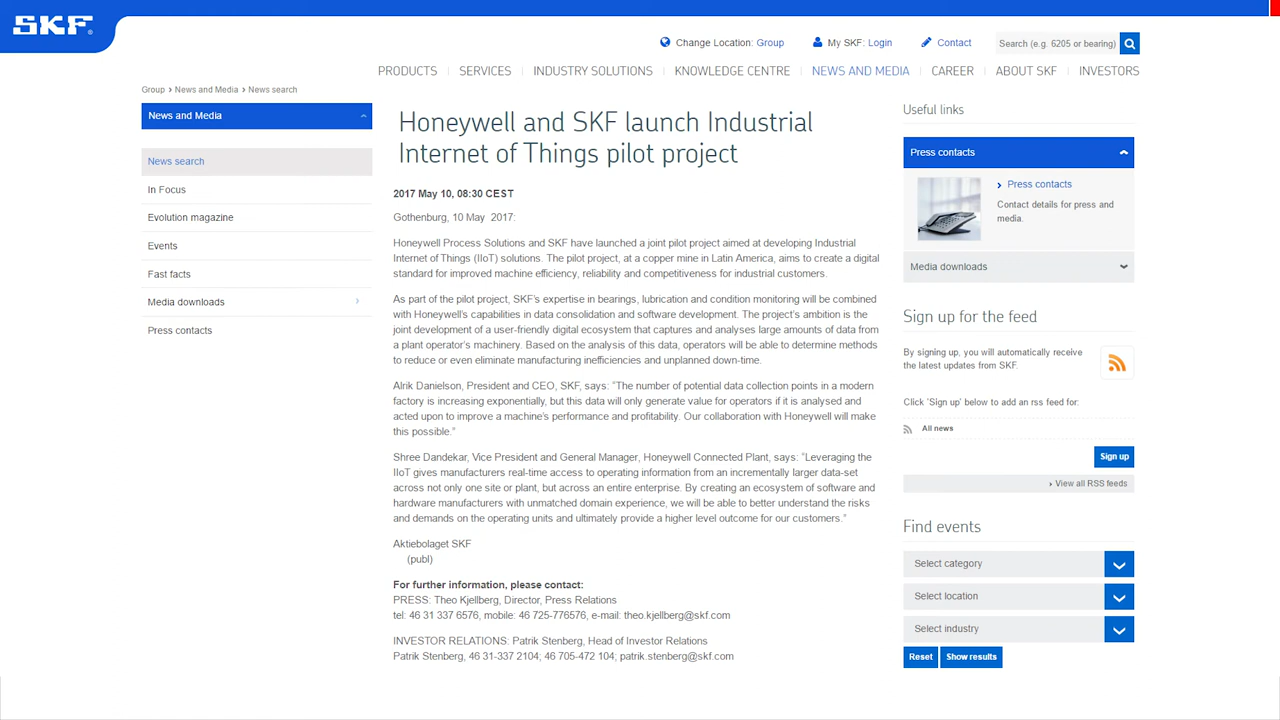 SKF
Change Location: Group
My SKF: Login
Contact
Search (e.g. 6205 or bearing)
PRODUCTS
SERVICES
INDUSTRY SOLUTIONS
KNOWLEDGE CENTRE
NEWS AND MEDIA
CAREER
ABOUT SKF
INVESTORS
Group > News and Media > News search
News and Media
News search
In Focus
Evolution magazine
Events
Fast facts
Media downloads
Press contacts
Honeywell and SKF launch Industrial
Internet of Things pilot project
2017 May 10, 08:30 CEST
Gothenburg, 10 May 2017:
Honeywell Process Solutions and SKF have launched a joint pilot project aimed at developing Industrial
Internet of Things (IIoT) solutions. The pilot project, at a copper mine in Latin America, aims to create a digital
standard for improved machine efficiency, reliability and competitiveness for industrial customers.
As part of the pilot project, SKF's expertise in bearings, lubrication and condition monitoring will be combined
with Honeywell's capabilities in data consolidation and software development. The project's ambition is the
joint development of a user-friendly digital ecosystem that captures and analyses large amounts of data from
a plant operator's machinery. Based on the analysis of this data, operators will be able to determine methods
to reduce or even eliminate manufacturing inefficiencies and unplanned down-time.
Alrik Danielson, President and CEO, SKF, says: "The number of potential data collection points in a modern
factory is increasing exponentially, but this data will only generate value for operators if it is analysed and
acted upon to improve a machine's performance and profitability. Our collaboration with Honeywell will make
this possible."
Shree Dandekar, Vice President and General Manager, Honeywell Connected Plant, says: "Leveraging the
IIoT gives manufacturers real-time access to operating information from an incrementally larger data-set
across not only one site or plant, but across an entire enterprise. By creating an ecosystem of software and
hardware manufacturers with unmatched domain experience, we will be able to better understand the risks
and demands on the operating units and ultimately provide a higher level outcome for our customers."
Aktiebolaget SKF
(publ)
For further information, please contact:
PRESS: Theo Kjellberg, Director, Press Relations
tel: 46 31 337 6576, mobile: 46 725-776576, e-mail: theo.kjellberg@skf.com
INVESTOR RELATIONS: Patrik Stenberg, Head of Investor Relations
Patrik Stenberg, 46 31-337 2104; 46 705-472 104; patrik.stenberg@skf.com
Useful links
Press contacts
Press contacts
Contact details for press and
media.
Media downloads
Sign up for the feed
By signing up, you will automatically receive
the latest updates from SKF.
Click 'Sign up' below to add an rss feed for:
All news
Sign up
View all RSS feeds
Find events
Select category
Select location
Select industry
Reset
Show results